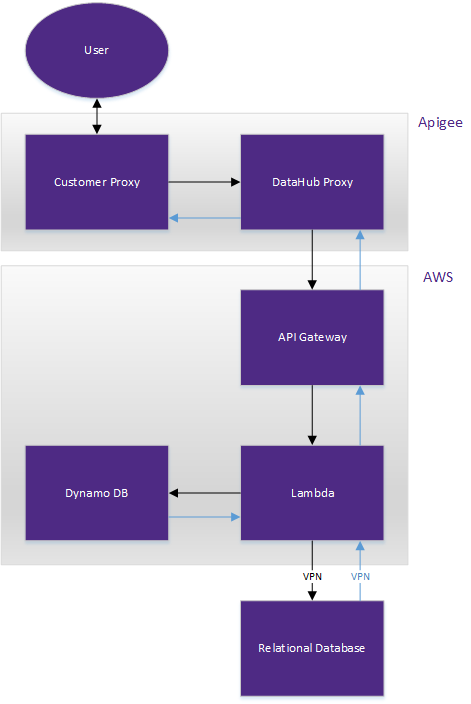 User
Apigee
Customer Proxy
DataHub Proxy
AWS
API Gateway
Dynamo DB
Lambda
VPN
VPN
Relational Database